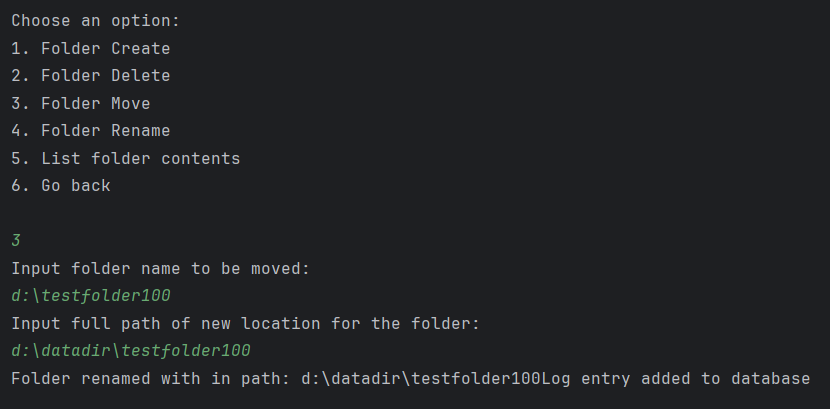 Choose an option:
1. Folder Create
2. Folder Delete
3. Folder Move
4. Folder Rename
5. List folder contents
6. Go back
3
Input folder name to be moved:
d:\testfolder100
Input full path of new location for the folder:
d:\datadir\testfolder100
Folder renamed with in path: d:\datadir\testfolder100Log entry added to database